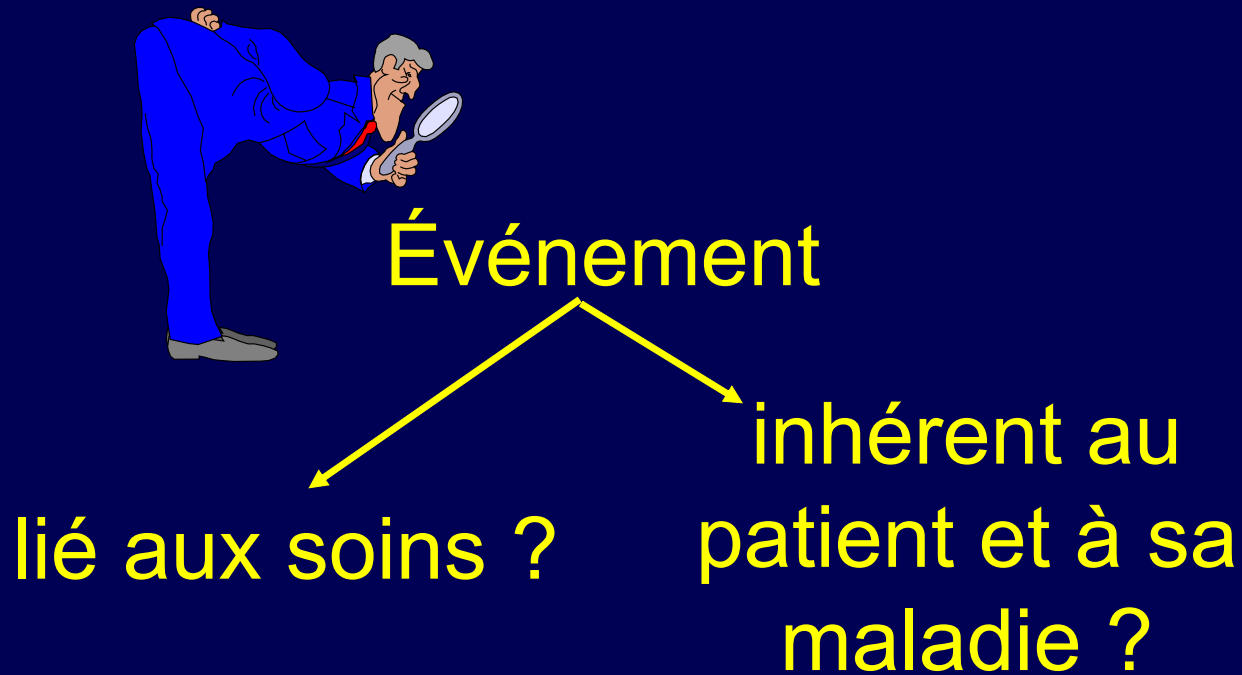 Événement
lié aux soins ?
inhérent au
patient et à sa
maladie ?